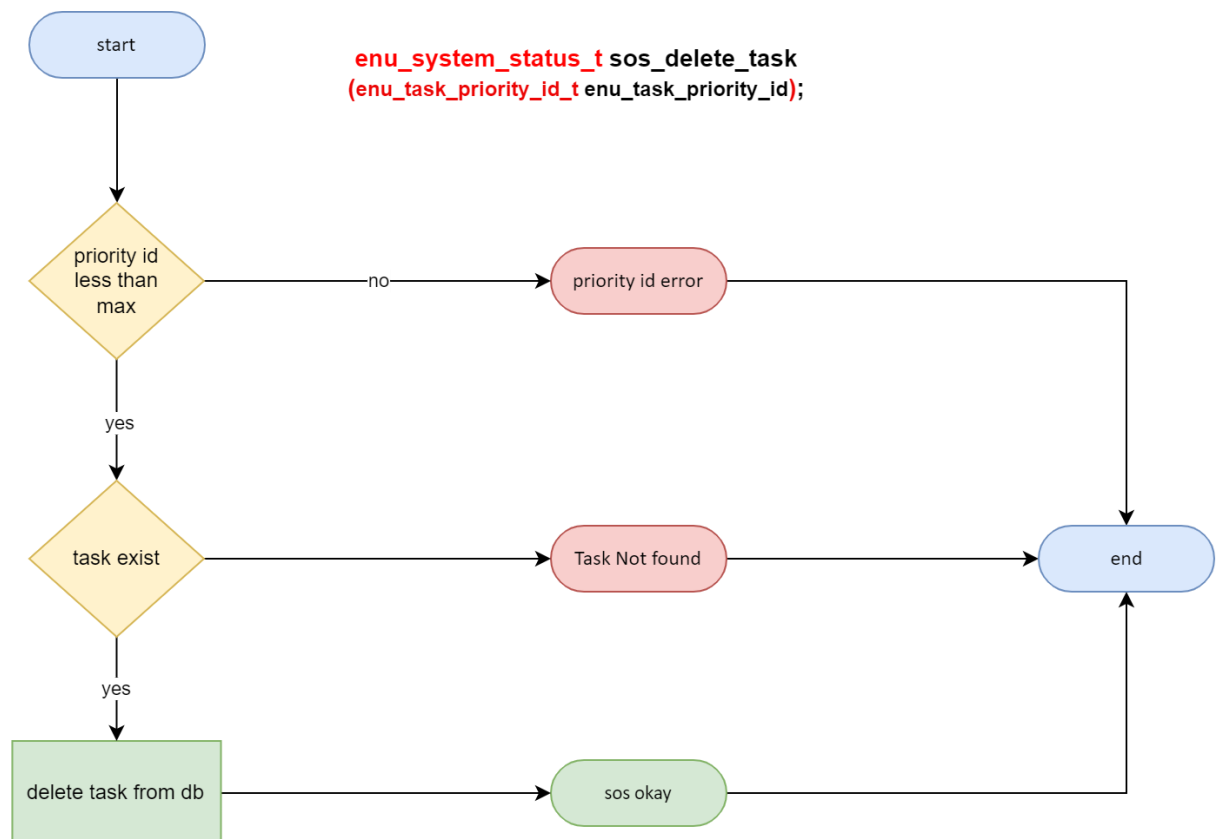 start
enu_system_status_t sos_delete_task
(enu_task_priority_id_t enu_task_priority_id);
priority id
less than
max
no
priority id error
yes
task exist
Task Not found
end
yes
delete task from db
sos okay